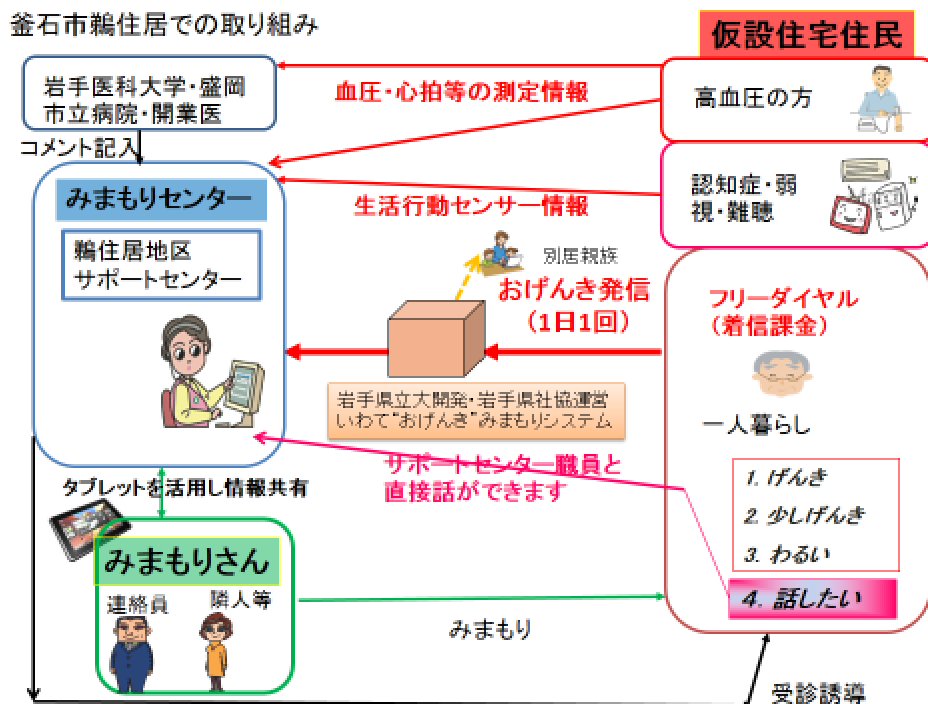 釜石市鵜住居での取り組み
仮設住宅住民
岩手医科大学・盛岡
市立病院・開業医
血圧・心拍等の測定情報
高血圧の方
コメント記入
みまもりセンター
認知症・弱
視・難聴
生活行動センサー情報
鵜住居地区
サポートセンター
別居親族
おげんき発信
（1日1回）
フリーダイヤル
（着信課金）
岩手県立大開発・岩手県社協運営
いわて“おげんき”みまもりシステム
一人暮らし
サポートセンター職員と
直接話ができます
1. げんき
2. 少しげんき
3. わるい
4. 話したい
タブレットを活用し情報共有
みまもりさん
連絡員
隣人等
みまもり
受診誘導